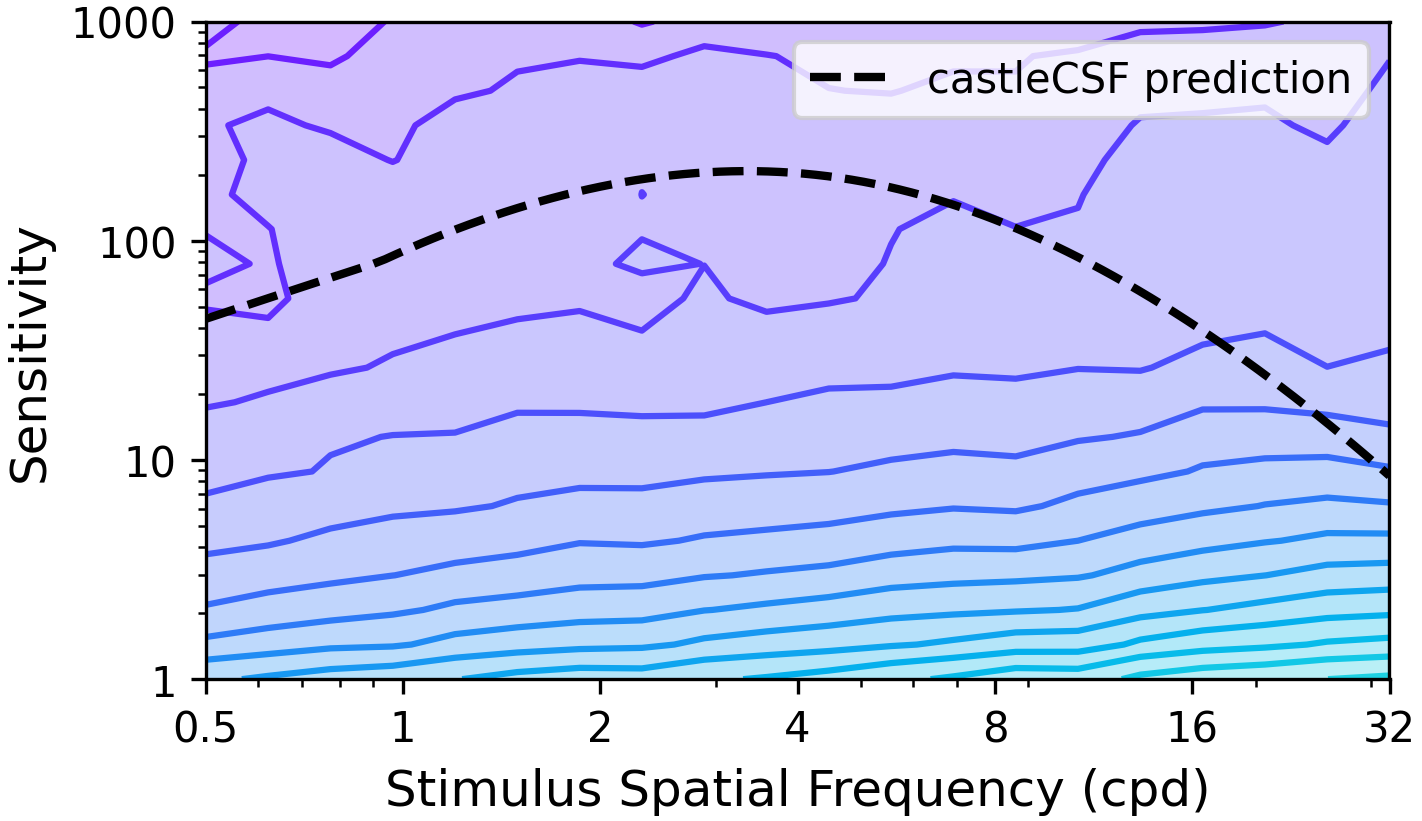 1000
castleCSF prediction
100
Sensitivity
10
1
0.5 1 2 4 8 16 32
Stimulus Spatial Frequency (cpd)